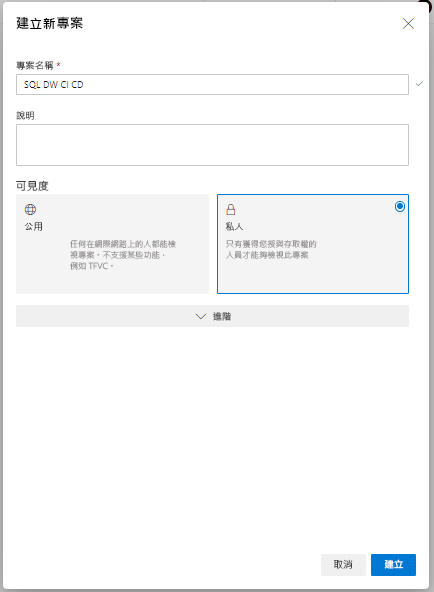 建立新專案
專案名稱 *
SQL DW CI CD
說明
可見度
公用
任何在網際網路上的人都能檢
視專案。不支援某些功能，
例如 TFVC。
私人
只有獲得您授與存取權的
人員才能夠檢視此專案
進階
取消
建立